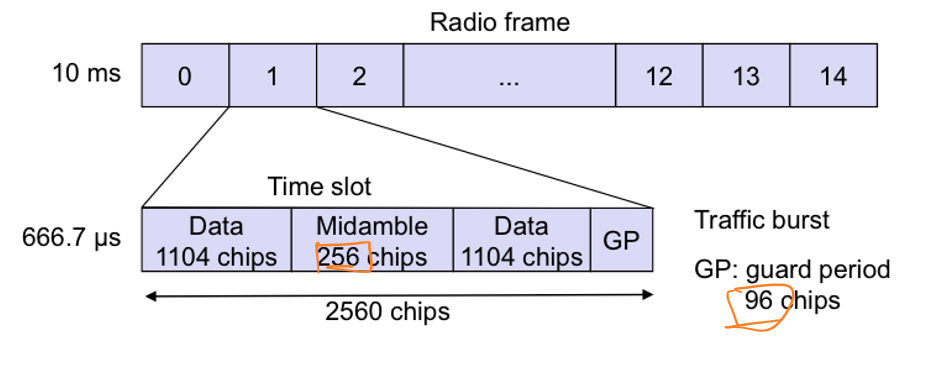 Radio frame
10 ms
0 1 2 ... 12 13 14
Time slot
666.7 µs
Data
1104 chips
Midamble
256 chips
Data
1104 chips
GP
2560 chips
Traffic burst
GP: guard period
96 chips